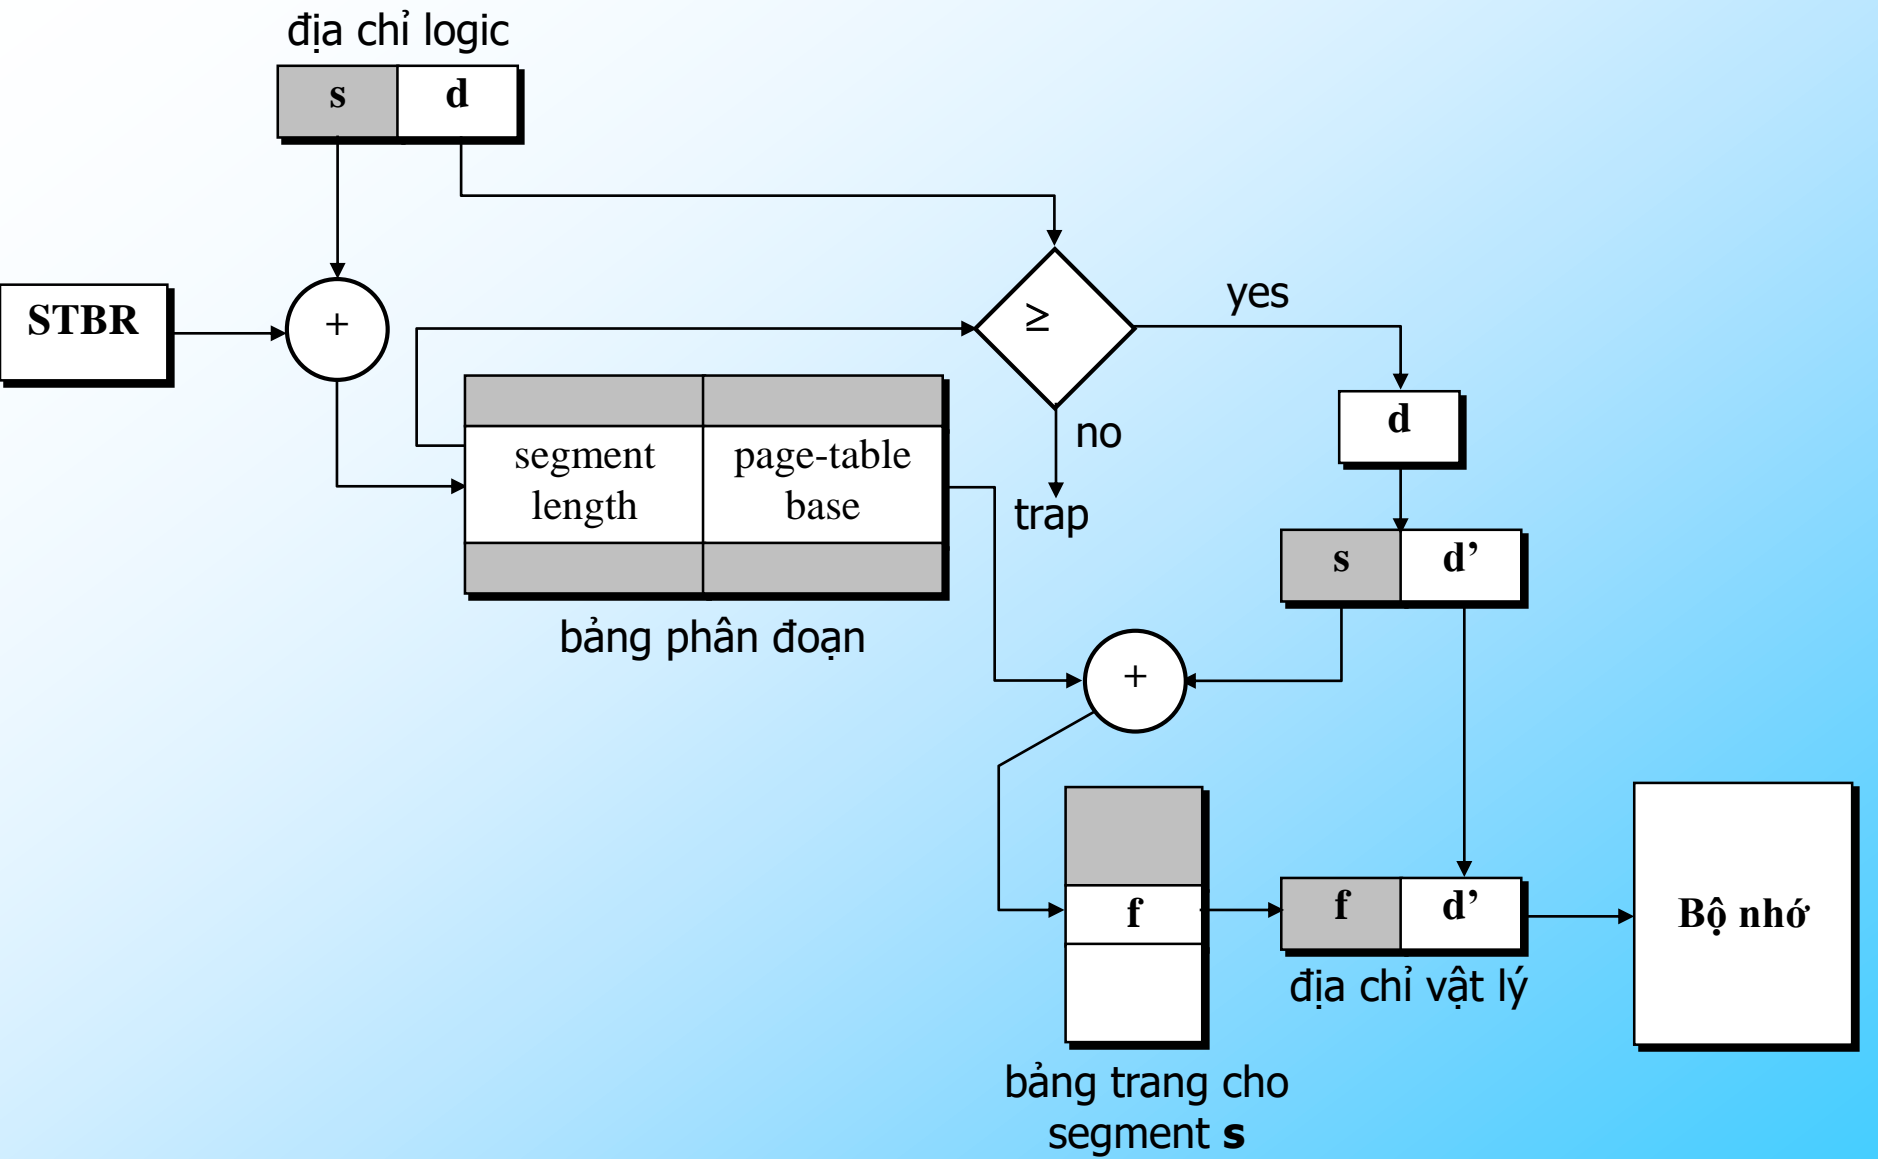 địa chỉ logic
s d
STBR
+
≥
yes
no
trap
segment length
page-table base
bảng phân đoạn
d
s d’
+
f
bảng trang cho
segment s
f d’
địa chỉ vật lý
Bộ nhớ